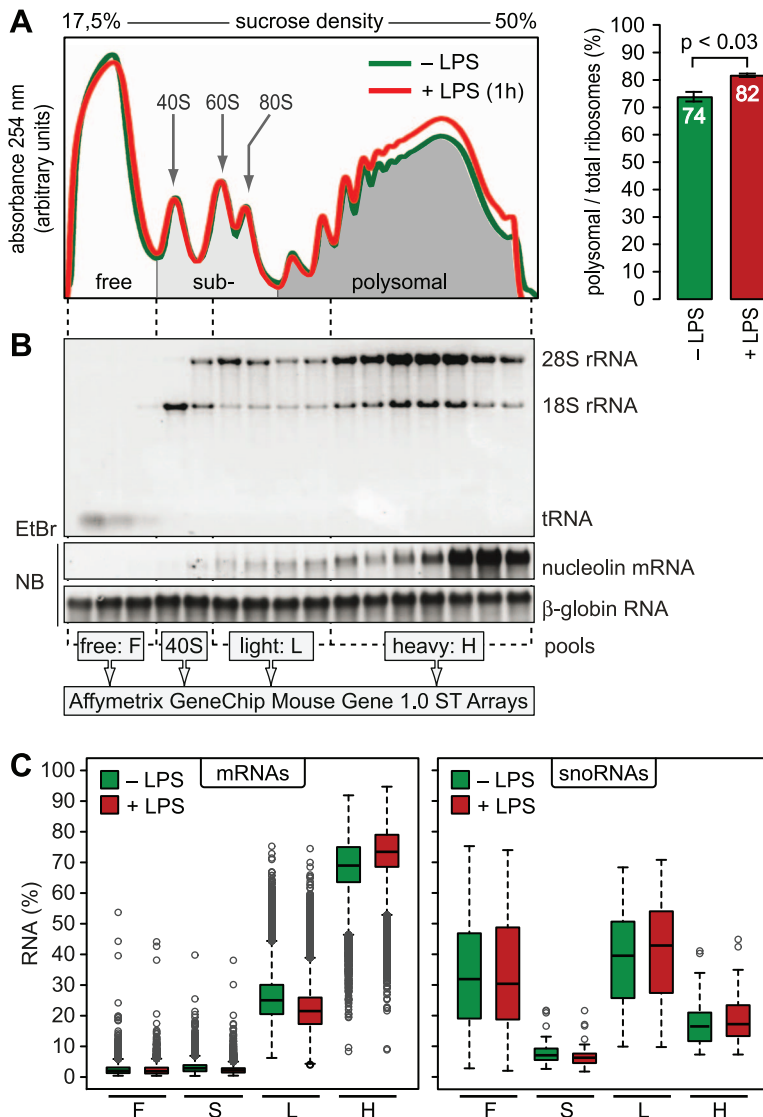 A
17,5%
sucrose density
50%
absorbance 254 nm
(arbitrary units)
– LPS
+ LPS (1h)
40S
60S
80S
free
sub-
polysomal
polysomal / total ribosomes (%)
100
90
80
70
60
50
40
30
20
10
0
p < 0.03
74
82
– LPS
+ LPS
B
28S rRNA
18S rRNA
tRNA
EtBr
NB
nucleolin mRNA
β-globin RNA
free: F
40S
light: L
heavy: H
pools
Affymetrix GeneChip Mouse Gene 1.0 ST Arrays
C
RNA (%)
100
90
80
70
60
50
40
30
20
10
0
– LPS
+ LPS
mRNAs
F
S
L
H
– LPS
+ LPS
snoRNAs
F
S
L
H